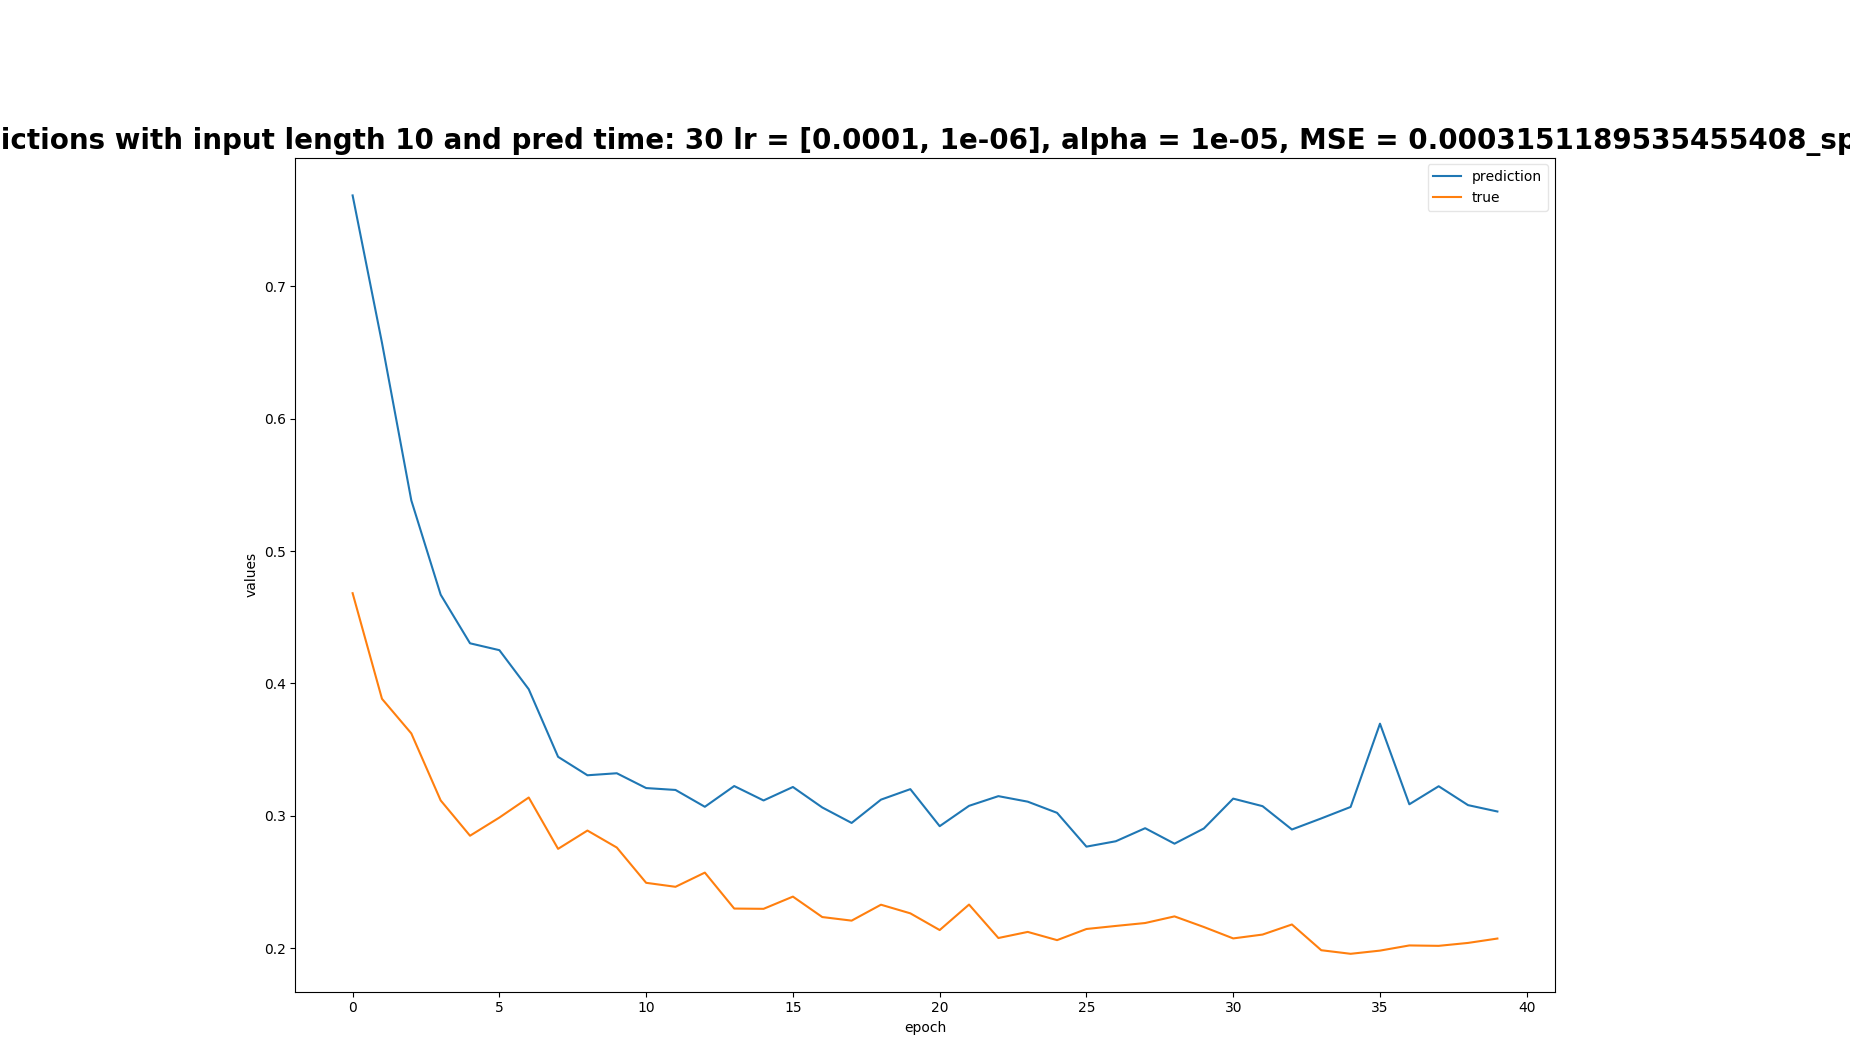 ictions with input length 10 and pred time: 30 lr = [0.0001, 1e-06], alpha = 1e-05, MSE = 0.0003151189535455408_sp
prediction
true
0.7
0.6
0.5
0.4
0.3
0.2
values
0 5 10 15 20 25 30 35 40
epoch